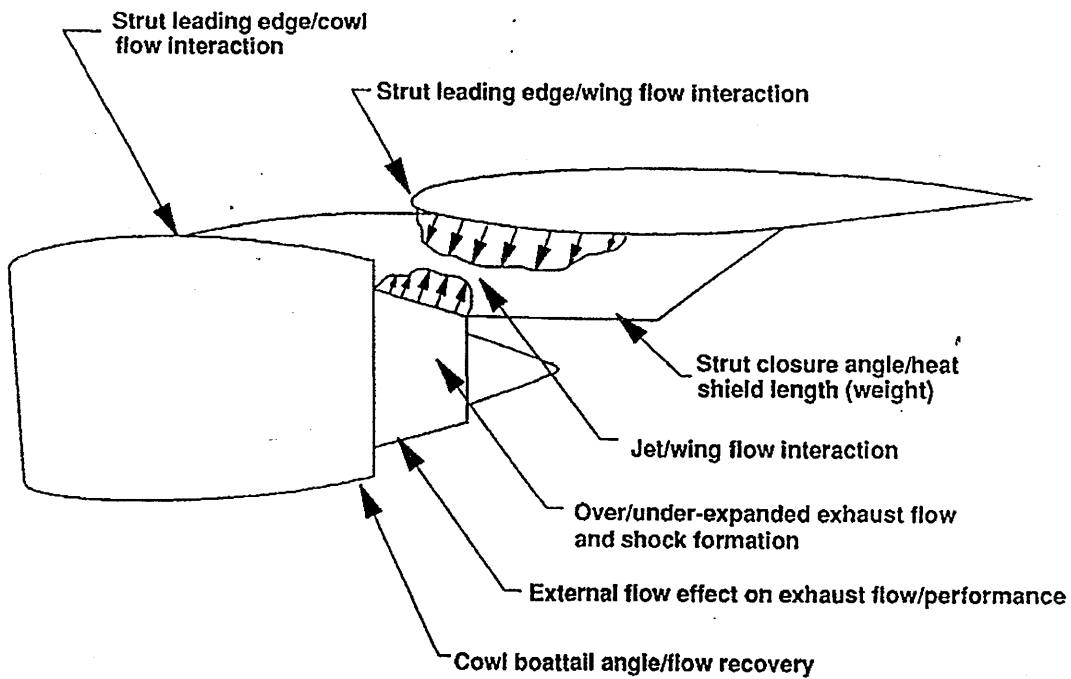 Strut leading edge/cowl
flow interaction
Strut leading edge/wing flow interaction
Strut closure angle/heat
shield length (weight)
Jet/wing flow interaction
Over/under-expanded exhaust flow
and shock formation
External flow effect on exhaust flow/performance
Cowl boattail angle/flow recovery